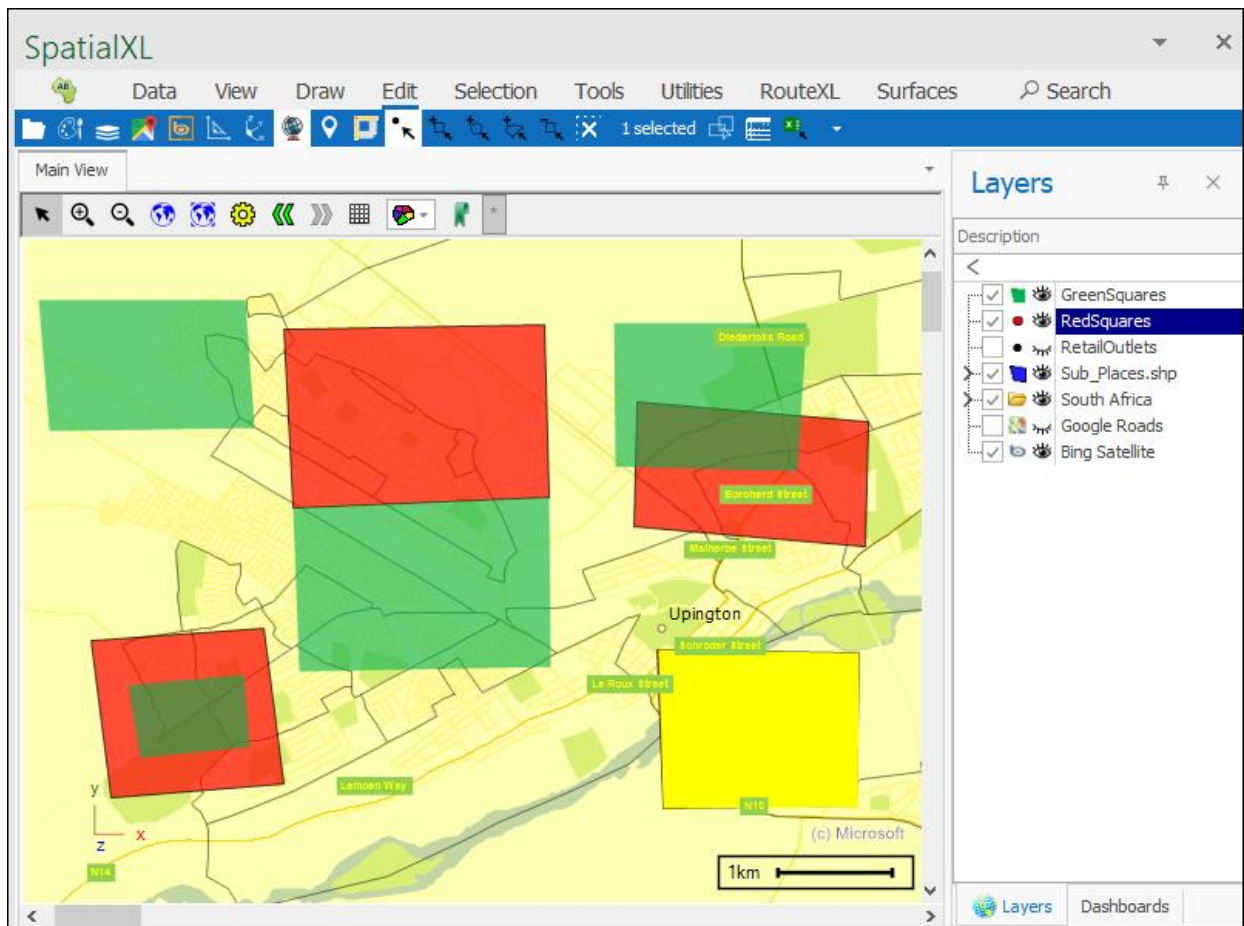 SpatialXL
AB
Data View Draw Edit Selection Tools Utilities RouteXL Surfaces Search
1 selected
Main View
Layers
Description
GreenSquares
RedSquares
RetailOutlets
Sub_Places.shp
South Africa
Google Roads
Bing Satellite
Diedericks Road
Borcherd Street
Malherbe Street
Upington
Schroder Street
Le Roux Street
Lemoen Way
N10
y
x
z
(c) Microsoft
N14
1km
Layers Dashboards